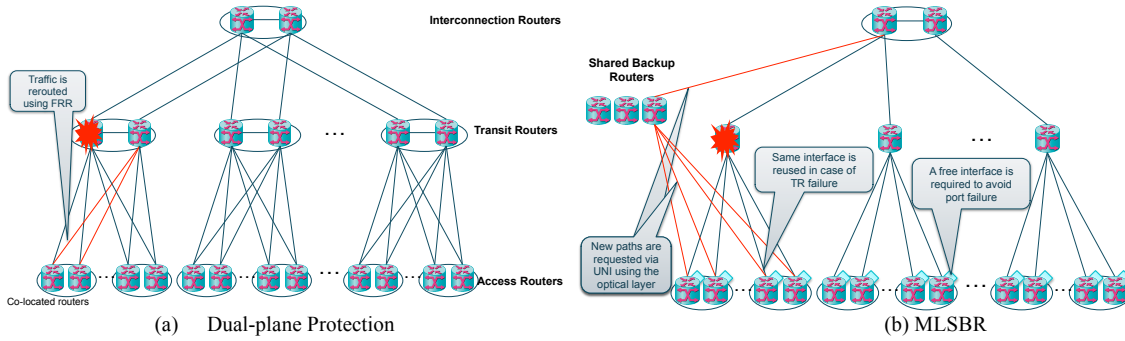 Interconnection Routers
Traffic is
rerouted
using FRR
Transit Routers
...
Access Routers
Co-located routers
(a) Dual-plane Protection
Shared Backup
Routers
Same interface is
reused in case of
TR failure
A free interface is
required to avoid
port failure
New paths are
requested via
UNI using the
optical layer
...
(b) MLSBR